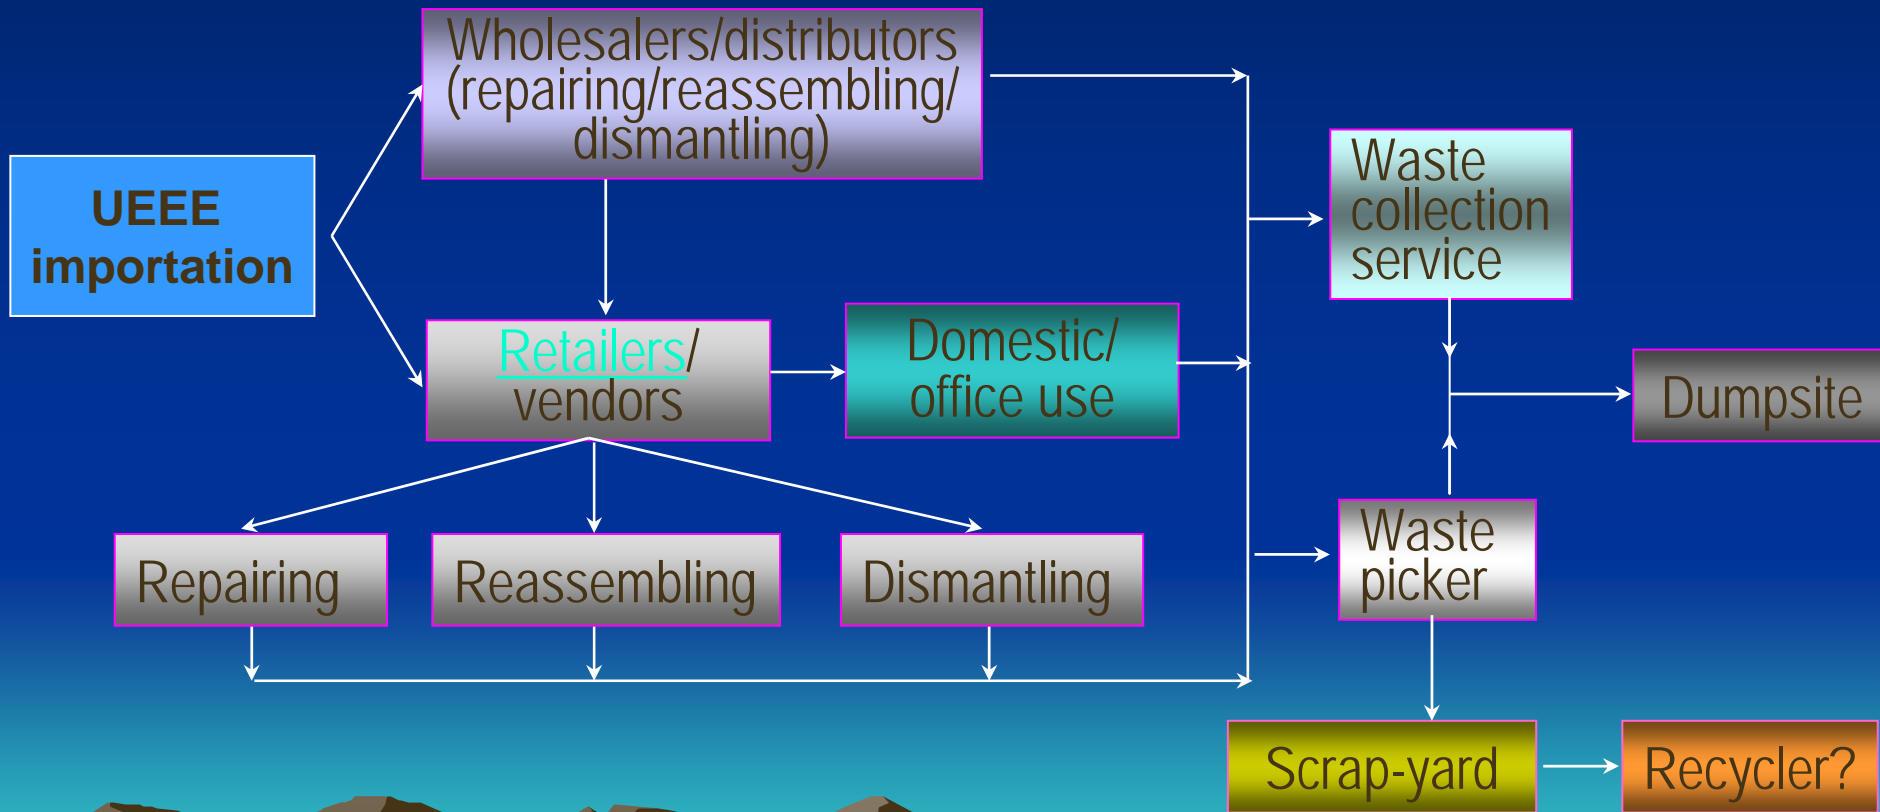 Wholesalers/distributors
(repairing/reassembling/
dismantling)
UEEE
importation
Waste
collection
service
Retailers/
vendors
Domestic/
office use
Dumpsite
Repairing
Reassembling
Dismantling
Waste
picker
Scrap-yard
Recycler?